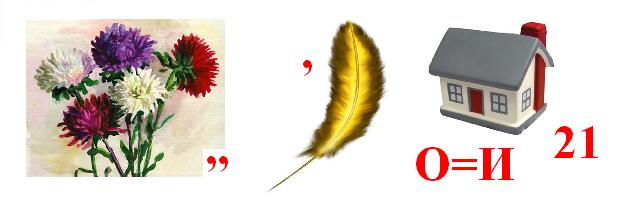 ,,
,
О=И
21